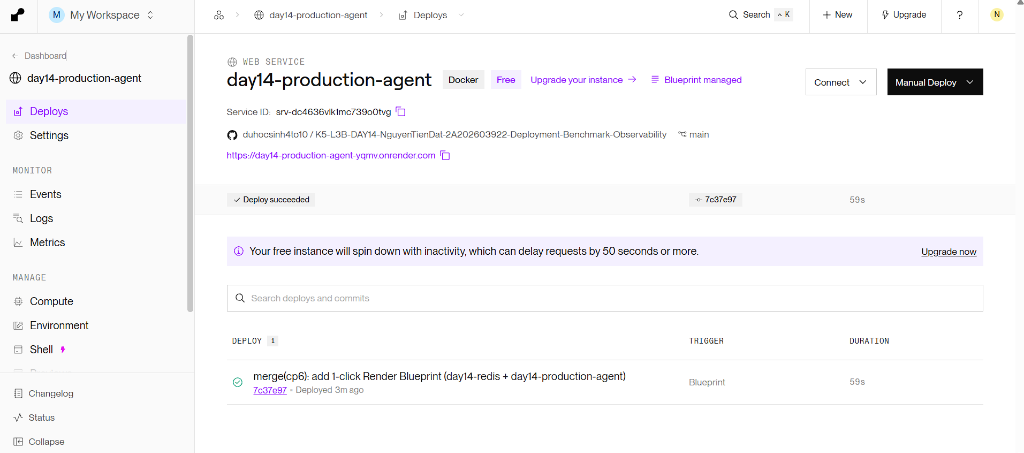 M My Workspace
day14-production-agent
Deploys
Search
K
+ New
Upgrade
?
N
← Dashboard
day14-production-agent
Deploys
Settings
MONITOR
Events
Logs
Metrics
MANAGE
Compute
Environment
Shell
Changelog
Status
Collapse
WEB SERVICE
day14-production-agent Docker Free Upgrade your instance → Blueprint managed
Connect
Manual Deploy
Service ID: srv-dc4636vlk1mc739o0tvg
duhocsinh4to10 / K5-L3B-DAY14-NguyenTienDat-2A202603922-Deployment-Benchmark-Observability main
https://day14-production-agent-yqmv.onrender.com
Deploy succeeded 7c37e97 59s
Your free instance will spin down with inactivity, which can delay requests by 50 seconds or more. Upgrade now
Search deploys and commits
DEPLOY 1 TRIGGER DURATION
merge(cp6): add 1-click Render Blueprint (day14-redis + day14-production-agent)
7c37e97 - Deployed 3m ago
Blueprint
59s